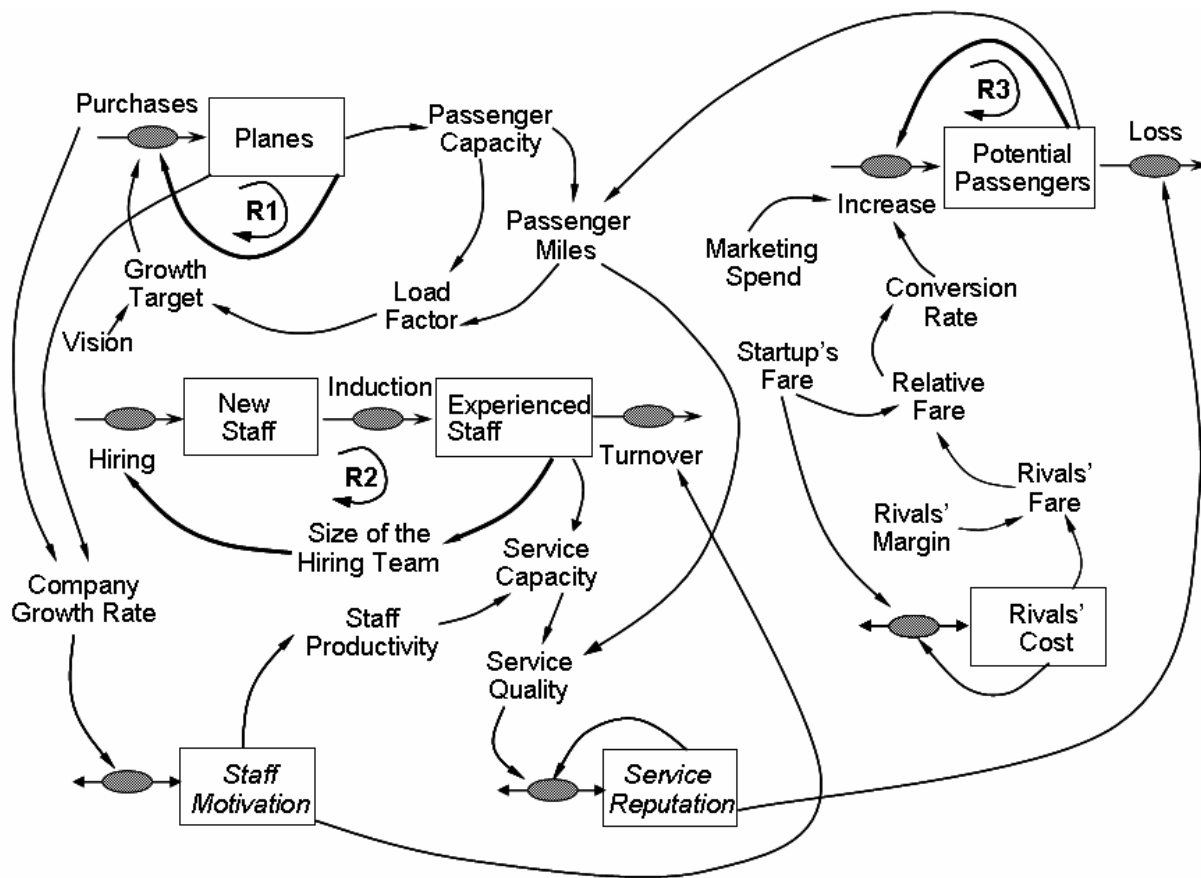 Purchases
Planes
Passenger
Capacity
R3
Loss
Potential
Passengers
R1
Passenger
Miles
Increase
Marketing
Spend
Growth
Target
Load
Factor
Conversion
Rate
Vision
Startup's
Fare
Relative
Fare
Induction
New
Staff
Experienced
Staff
Hiring
R2
Turnover
Rivals'
Fare
Rivals'
Margin
Size of the
Hiring Team
Service
Capacity
Company
Growth Rate
Staff
Productivity
Rivals'
Cost
Service
Quality
Staff
Motivation
Service
Reputation